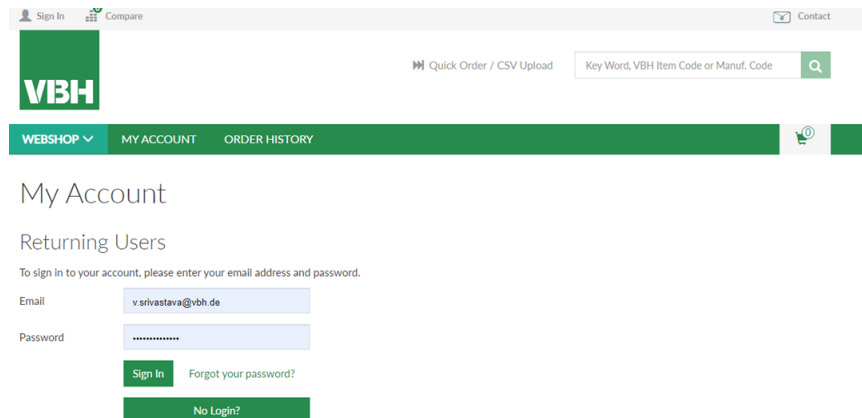 Sign In 0 Compare Contact
VBH
Quick Order / CSV Upload Key Word, VBH Item Code or Manuf. Code
WEBSHOP MY ACCOUNT ORDER HISTORY 0
My Account
Returning Users
To sign in to your account, please enter your email address and password.
Email v.srivastava@vbh.de
Password ••••••••••••••
Sign In Forgot your password?
No Login?